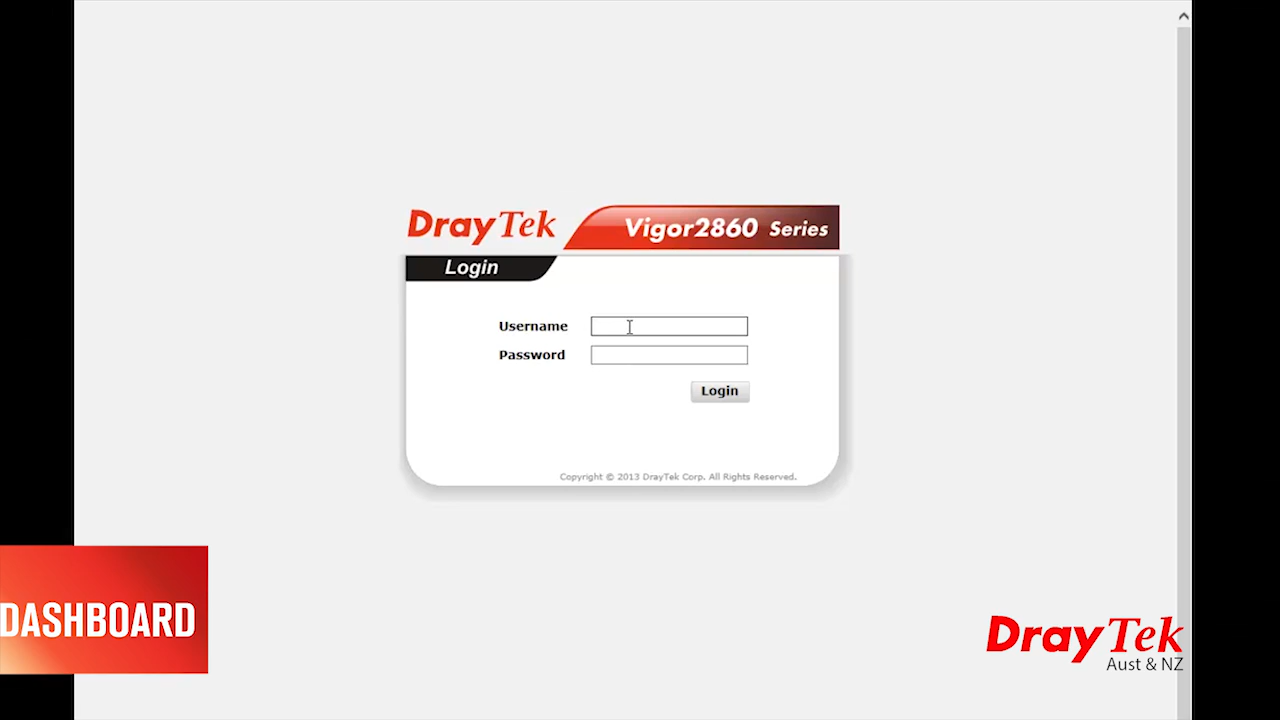 DrayTek Vigor2860 Series
Login
Username
Password
Login
Copyright © 2013 DrayTek Corp. All Rights Reserved.
DASHBOARD
DrayTek
Aust & NZ